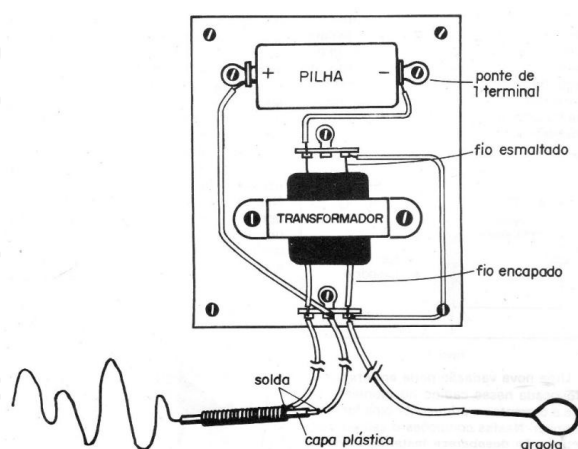 + PILHA -
ponte de
1 terminal
fio esmaltado
TRANSFORMADOR
fio encapado
solda
capa plástica
argola